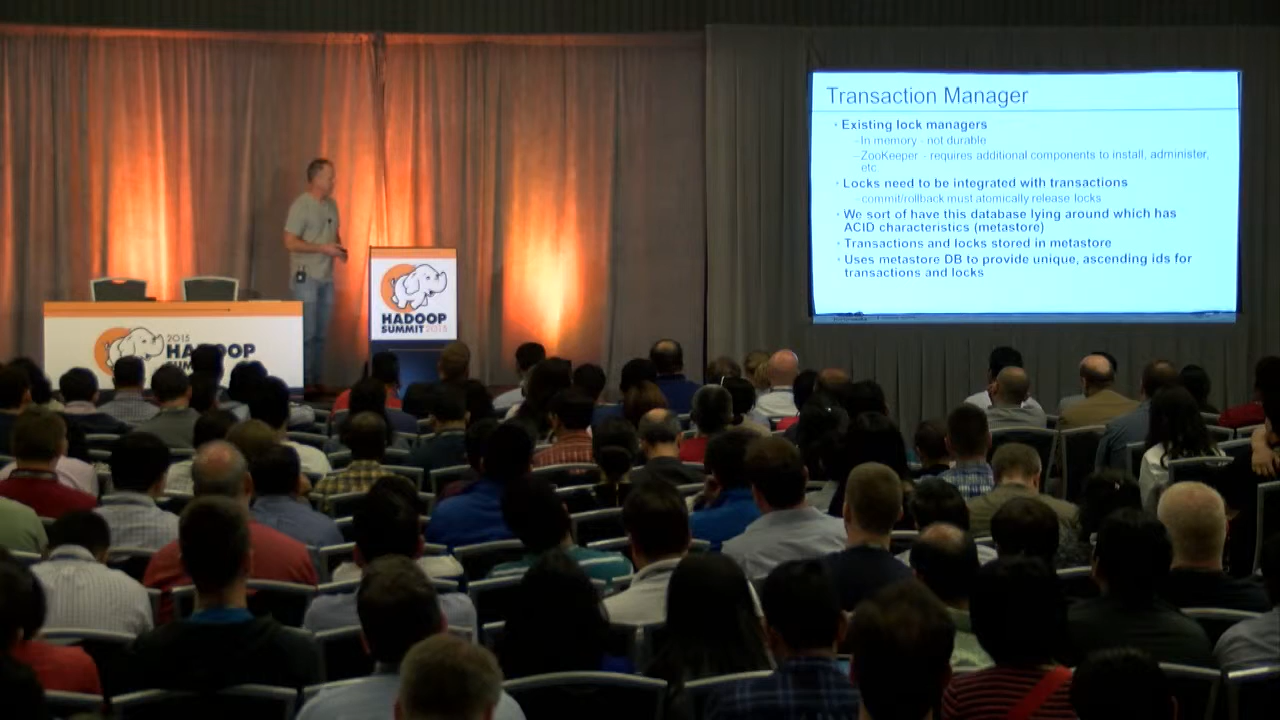 Transaction Manager
· Existing lock managers
–In memory - not durable
–ZooKeeper - requires additional components to install, administer,
etc.
· Locks need to be integrated with transactions
–commit/rollback must atomically release locks
· We sort of have this database lying around which has
ACID characteristics (metastore)
· Transactions and locks stored in metastore
· Uses metastore DB to provide unique, ascending ids for
transactions and locks
HADOOP
SUMMIT 2015
2015
HADOOP